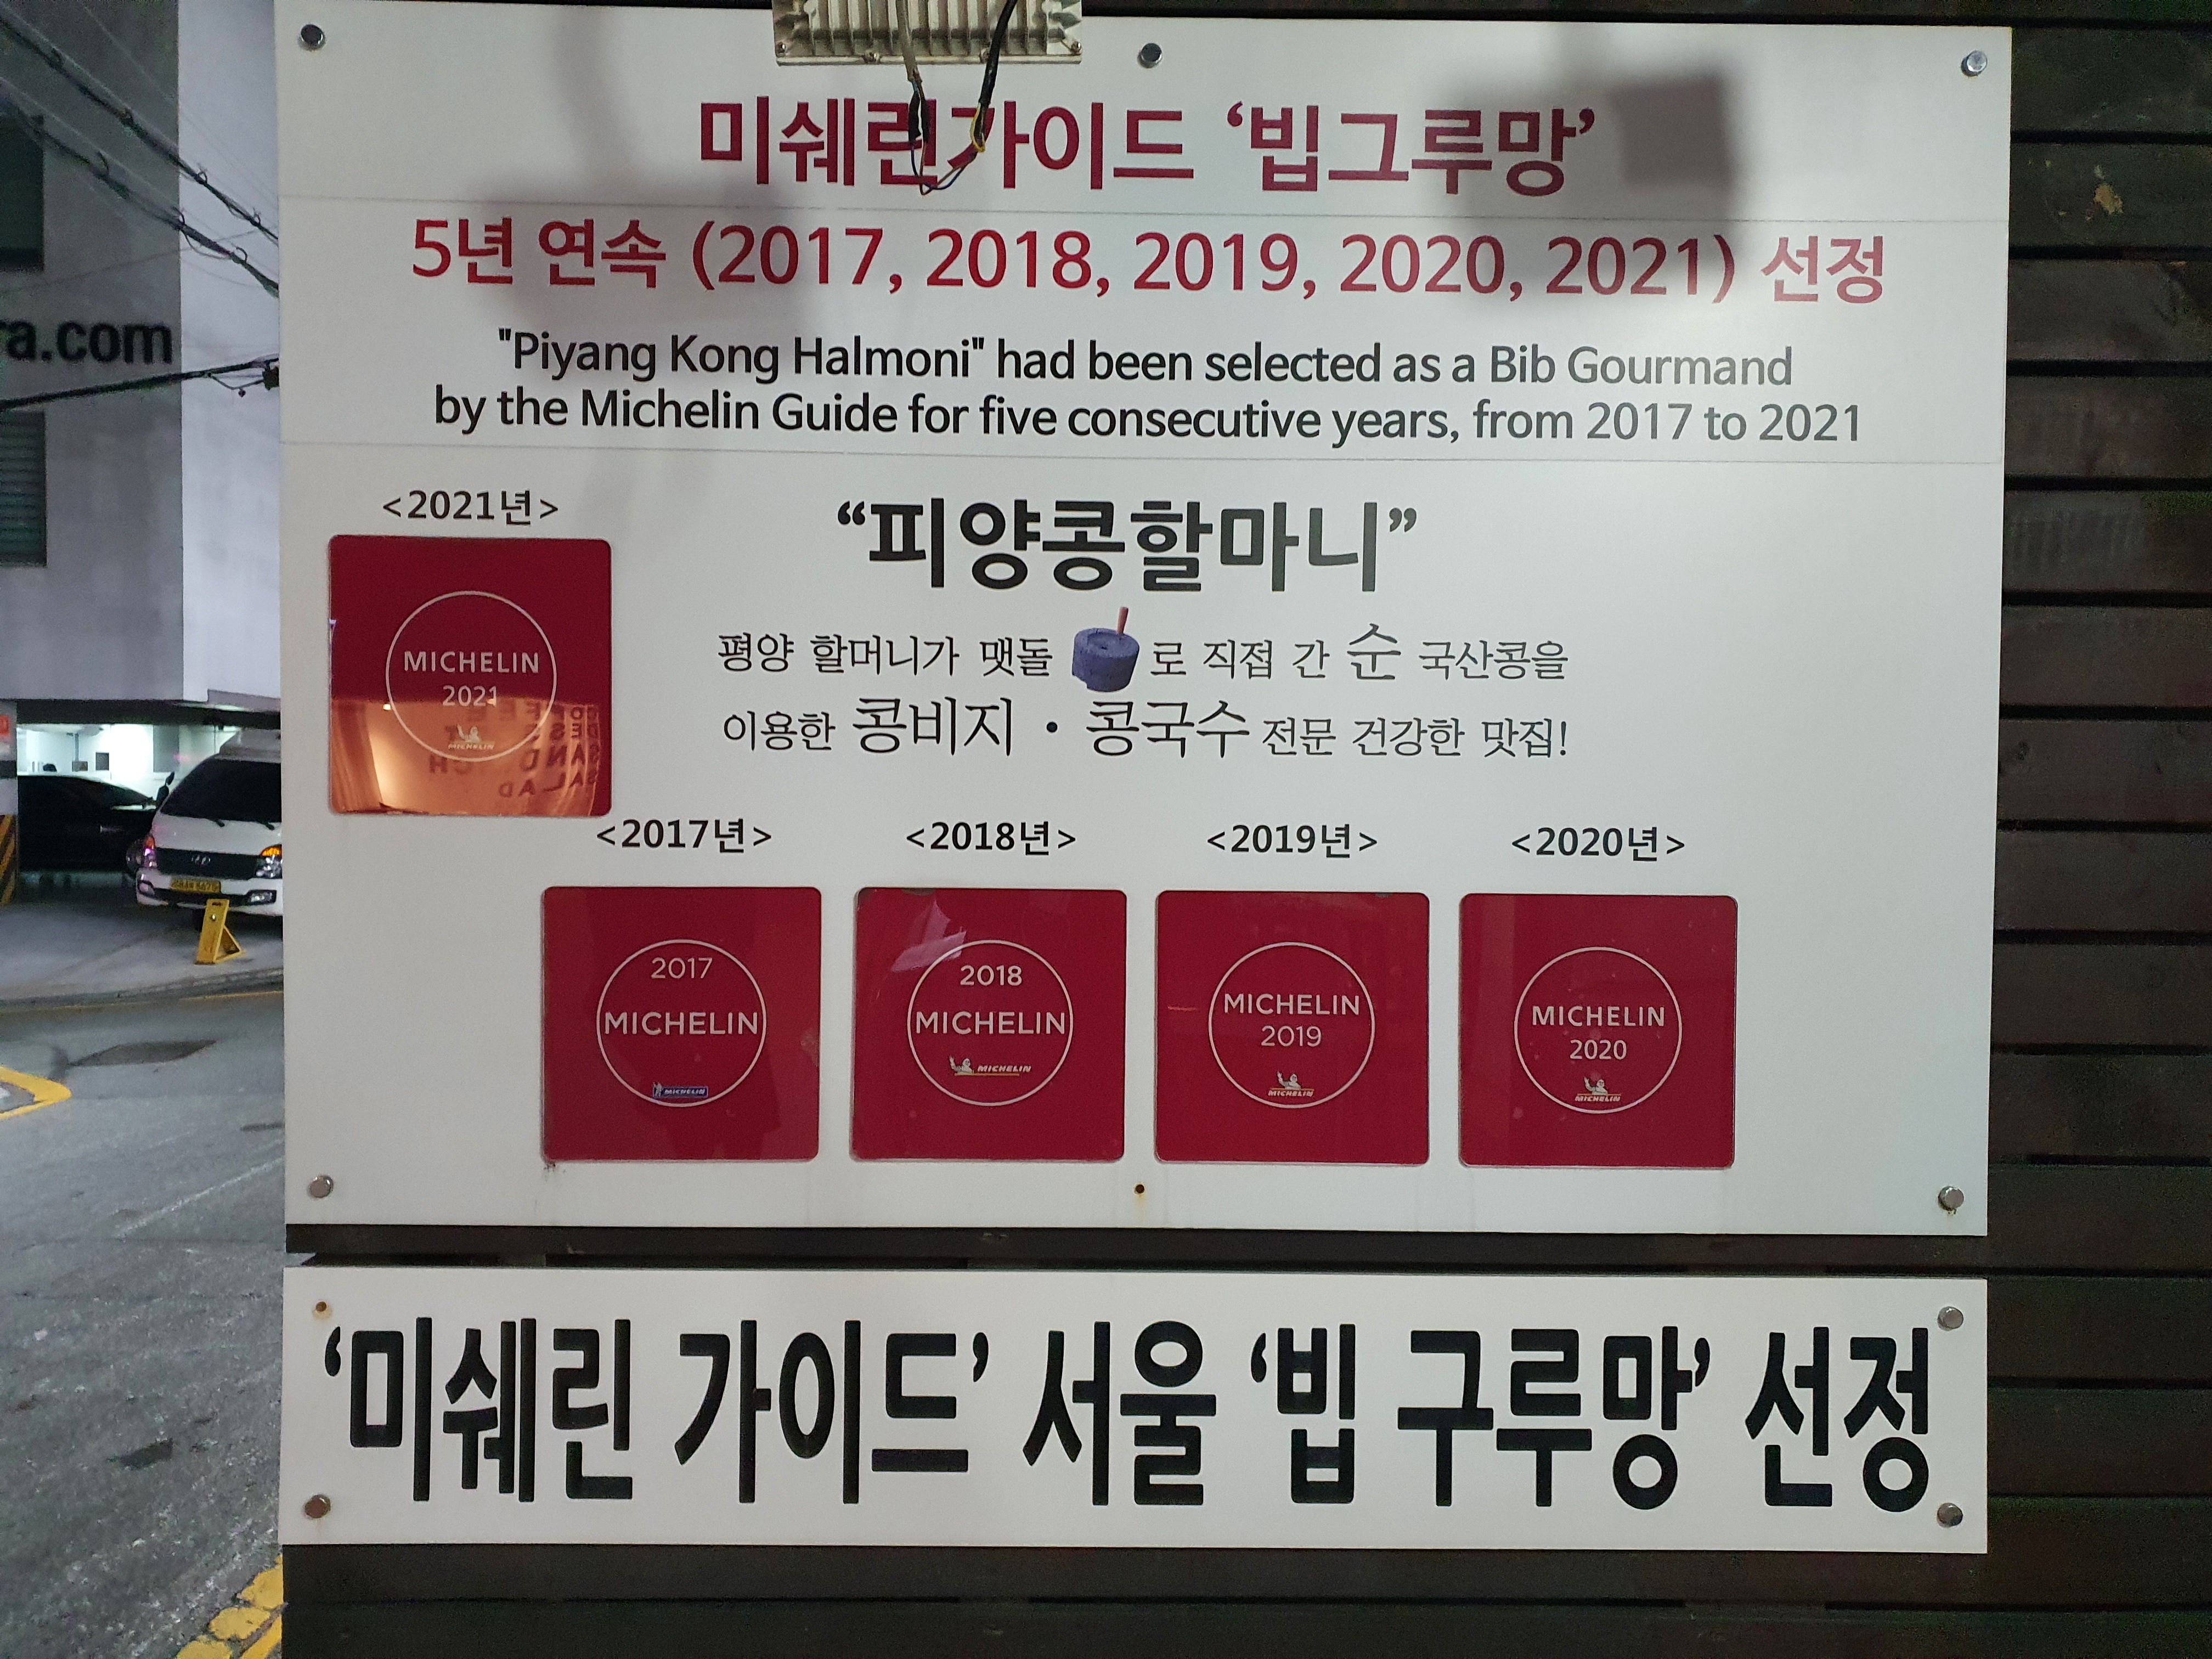 미쉐린가이드 ‘빕그루망’
5년 연속 (2017, 2018, 2019, 2020, 2021) 선정
"Piyang Kong Halmoni" had been selected as a Bib Gourmand
by the Michelin Guide for five consecutive years, from 2017 to 2021
<2021년>
MICHELIN
2021
MICHELIN
“피양콩할마니”
평양 할머니가 맷돌로 직접 간 순 국산콩을
이용한 콩비지 · 콩국수 전문 건강한 맛집!
<2017년> <2018년> <2019년> <2020년>
2017
MICHELIN
MICHELIN
2018
MICHELIN
MICHELIN
MICHELIN
2019
MICHELIN
MICHELIN
2020
MICHELIN
‘미쉐린 가이드’ 서울 ‘빕 구루망’ 선정
a.com